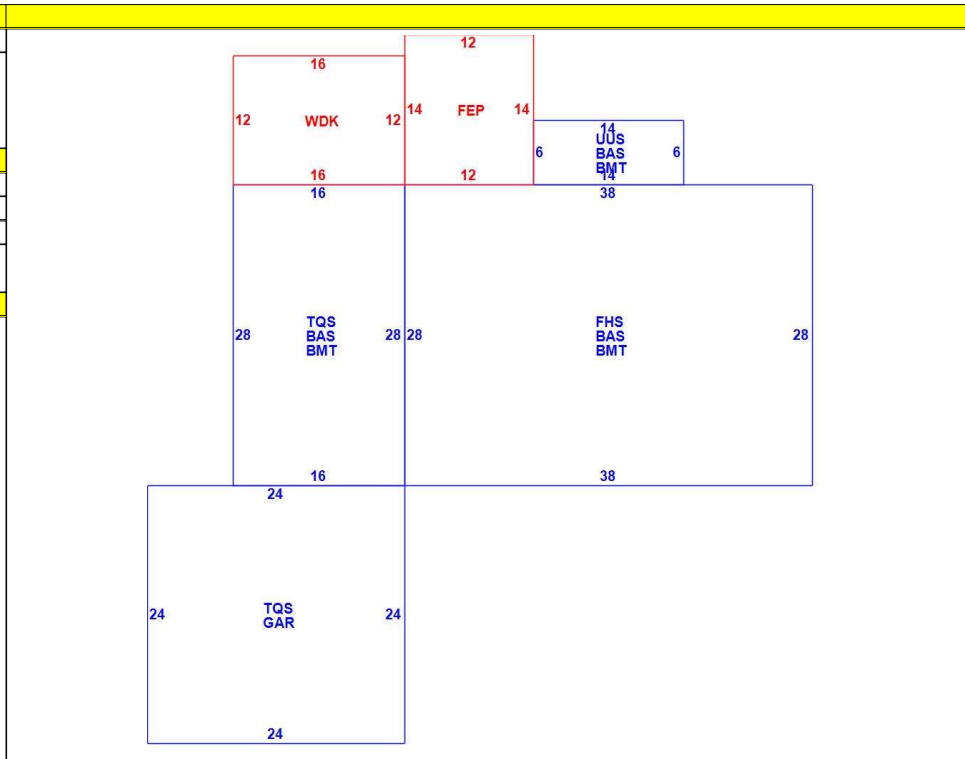 12
16
14 FEP 14
12 WDK 12
14
UUS
6 BAS 6
BMT
16 12 14
16 38
TQS FHS
28 BAS 28 28 BAS 28
BMT BMT
16 38
24
TQS
24 24
GAR
24